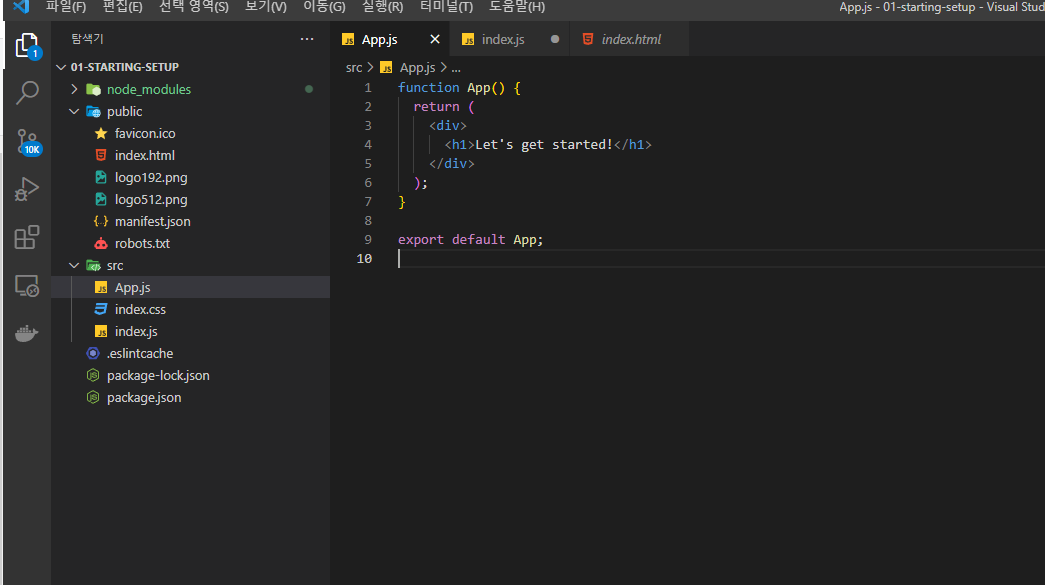 파일(F) 편집(E) 선택 영역(S) 보기(V) 이동(G) 실행(R) 터미널(T) 도움말(H) App.js - 01-starting-setup - Visual Stud
탐색기 ...
1
10K
01-STARTING-SETUP
node_modules
public
favicon.ico
index.html
logo192.png
logo512.png
manifest.json
robots.txt
src
App.js
index.css
index.js
.eslintcache
package-lock.json
package.json
JS App.js × JS index.js index.html
src > JS App.js > ...
1 function App() {
2 return (
3 <div>
4 <h1>Let's get started!</h1>
5 </div>
6 );
7 }
8
9 export default App;
10